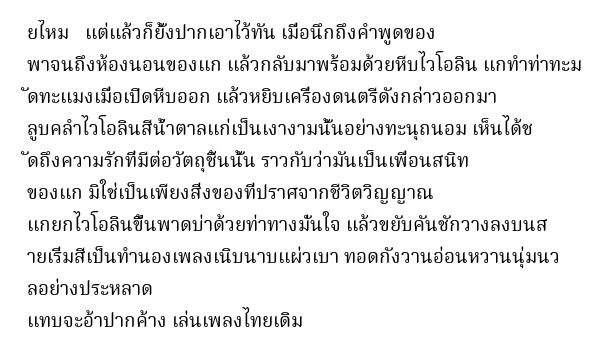 ยไหม   แต่แล้วก็ยั้งปากเอาไว้ทัน เมื่อนึกถึงคำพูดของ
พาจนถึงห้องนอนของแก แล้วกลับมาพร้อมด้วยหีบไวโอลิน แกทำท่าทะม
ัดทะแมงเมื่อเปิดหีบออก แล้วหยิบเครื่องดนตรีดังกล่าวออกมา
ลูบคลำไวโอลินสีน้ำตาลแก่เป็นเงางามนั้นอย่างทะนุถนอม เห็นได้ช
ัดถึงความรักที่มีต่อวัตถุชิ้นนั้น ราวกับว่ามันเป็นเพื่อนสนิท
ของแก มิใช่เป็นเพียงสิ่งของที่ปราศจากชีวิตวิญญาณ
แกยกไวโอลินขึ้นพาดบ่าด้วยท่าทางมั่นใจ แล้วขยับคันชักวางลงบนส
ายเริ่มสีเป็นทำนองเพลงเนิบนาบแผ่วเบา ทอดกังวานอ่อนหวานนุ่มนว
ลอย่างประหลาด
แทบจะอ้าปากค้าง เล่นเพลงไทยเดิม